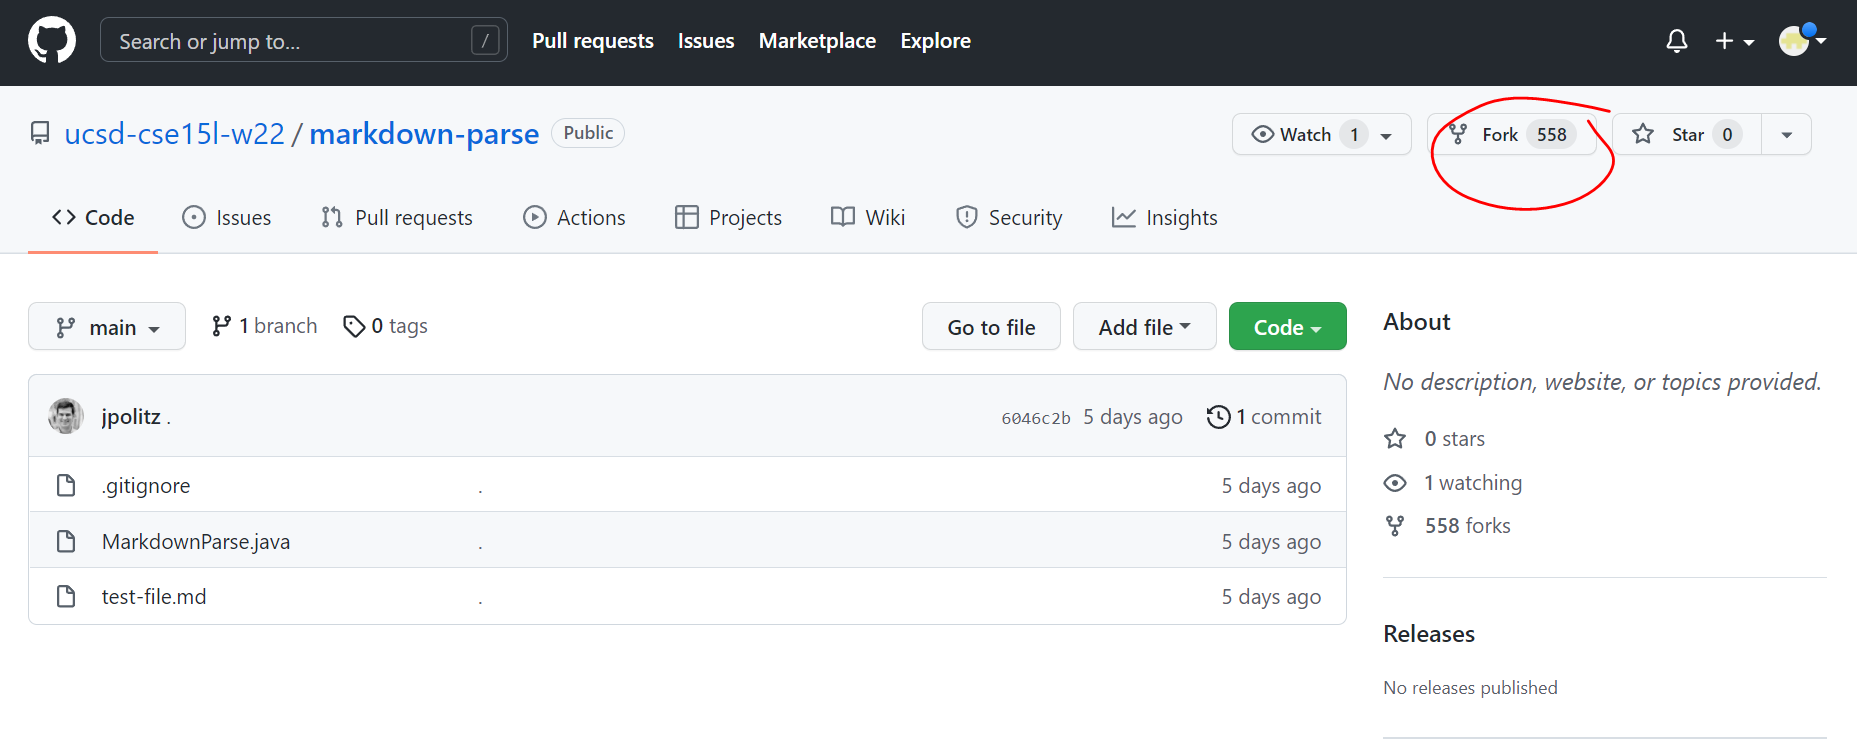 Search or jump to... / Pull requests Issues Marketplace Explore
ucsd-cse15l-w22 / markdown-parse Public Watch 1 Fork 558 Star 0
Code Issues Pull requests Actions Projects Wiki Security Insights
main 1 branch 0 tags Go to file Add file Code
jpolitz . 6046c2b 5 days ago 1 commit
.gitignore . 5 days ago
MarkdownParse.java . 5 days ago
test-file.md . 5 days ago
About
No description, website, or topics provided.
0 stars
1 watching
558 forks
Releases
No releases published